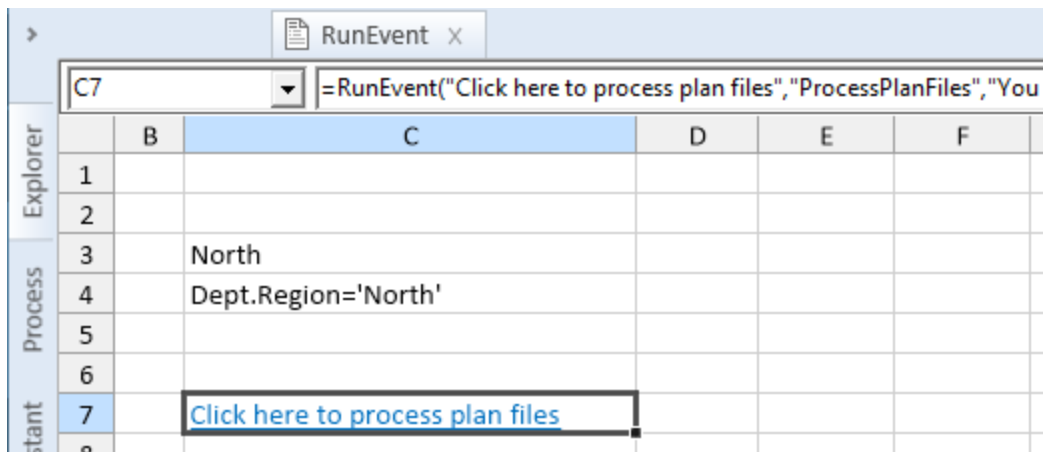 RunEvent
C7
=RunEvent("Click here to process plan files","ProcessPlanFiles","You
B C D E F
Explorer
1
2
3 North
Process
4 Dept.Region='North'
5
6
7 Click here to process plan files
8